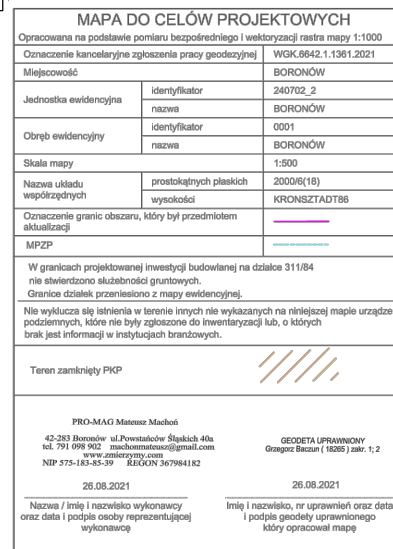 MAPA DO CELÓW PROJEKTOWYCH
Opracowana na podstawie pomiaru bezpośredniego i wektoryzacji rastra mapy 1:1000
Oznaczenie kancelaryjne zgłoszenia pracy geodezyjnej WGK.6642.1.1361.2021
Miejscowość BORONÓW
Jednostka ewidencyjna identyfikator 240702_2
nazwa BORONÓW
Obręb ewidencyjny identyfikator 0001
nazwa BORONÓW
Skala mapy 1:500
Nazwa układu współrzędnych prostokątnych płaskich 2000/6(18)
wysokości KRONSZTADT86
Oznaczenie granic obszaru, który był przedmiotem
aktualizacji
MPZP
W granicach projektowanej inwestycji budowlanej na działce 311/84
nie stwierdzono służebności gruntowych.
Granice działek przeniesiono z mapy ewidencyjnej.
Nie wyklucza się istnienia w terenie innych nie wykazanych na niniejszej mapie urządze
podziemnych, które nie były zgłoszone do inwentaryzacji lub, o których
brak jest informacji w instytucjach branżowych.
Teren zamknięty PKP
PRO-MAG Mateusz Machoń
42-283 Boronów ul.Powstańców Śląskich 40a
tel. 791 098 902 machonmateusz@gmail.com
www.zmierzymy.com
NIP 575-183-85-39 REGON 367984182
26.08.2021
Nazwa / imię i nazwisko wykonawcy
oraz data i podpis osoby reprezentującej
wykonawcę
GEODETA UPRAWNIONY
Grzegorz Baczun ( 18265 ) zakr. 1; 2
26.08.2021
Imię i nazwisko, nr uprawnień oraz data
i podpis geodety uprawnionego
który opracował mapę